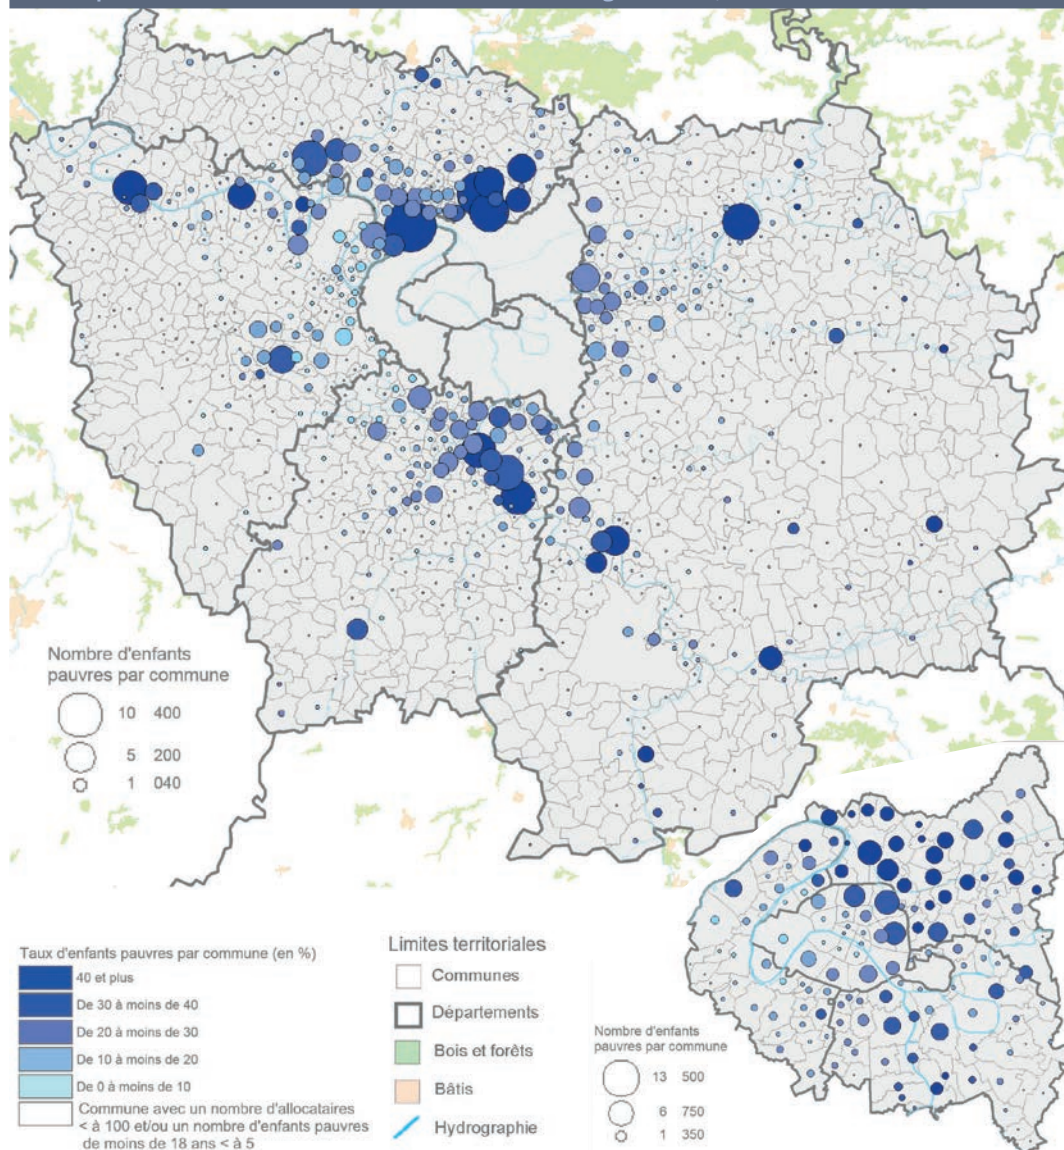 Nombre d'enfants
pauvres par commune
10 400
5 200
1 040
Taux d'enfants pauvres par commune (en %)
40 et plus
De 30 à moins de 40
De 20 à moins de 30
De 10 à moins de 20
De 0 à moins de 10
Commune avec un nombre d'allocataires
< à 100 et/ou un nombre d'enfants pauvres
de moins de 18 ans < à 5
Limites territoriales
Communes
Départements
Bois et forêts
Bâtis
Hydrographie
Nombre d'enfants
pauvres par commune
13 500
6 750
1 350